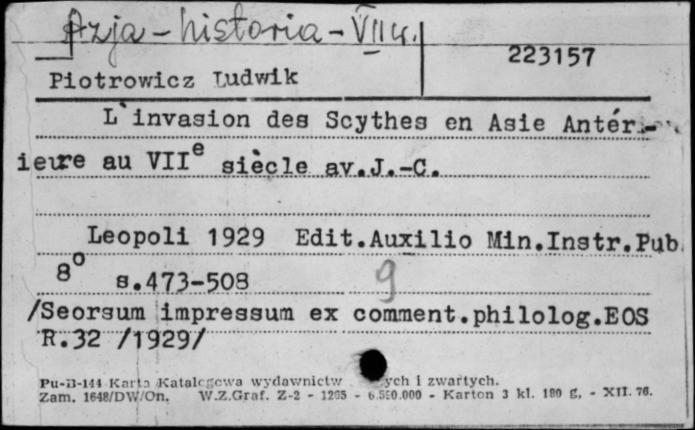 Azja - historia - VII w.
223157
Piotrowicz Ludwik
L'invasion des Scythes en Asie Antér.-
ieure au VIIe siècle av.J.-C.
Leopoli 1929 Edit.Auxilio Min.Instr.Pub
8° s.473-508
9
/Seorsum impressum ex comment.philolog.EOS
R.32 /1929/
Pu-B-144 Karta Katalogowa wydawnictw ych i zwartych.
Zam. 1648/DW/On. W.Z.Graf. Z-2 - 1265 - 6.500.000 - Karton 3 kl. 180 g. - XII. 76.